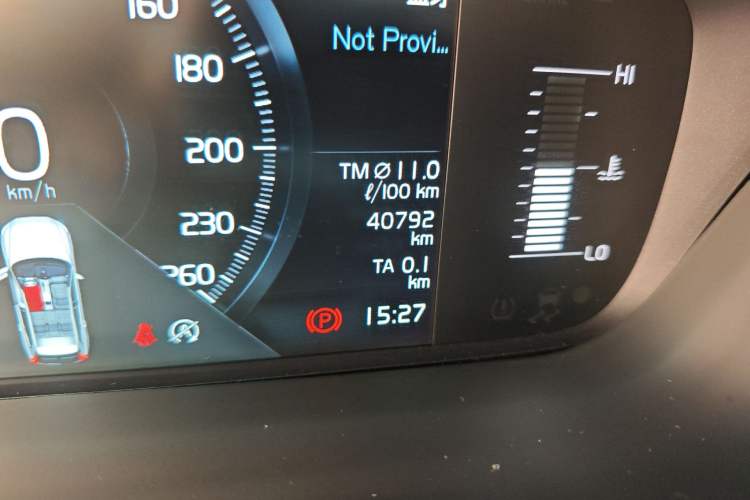 160
180
200
230
260
0
km/h
Not Provi...
TM ⌀ 11.0
ℓ/100 km
40792
km
TA 0.1
km
P
15:27
HI
LO